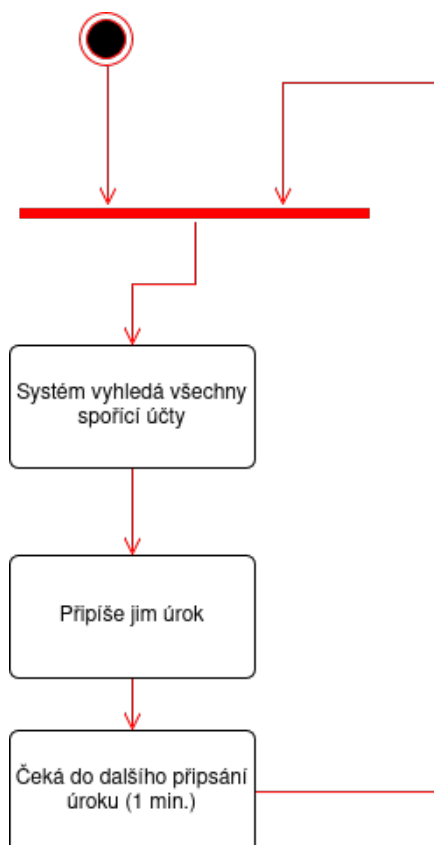 Systém vyhledá všechny
spořící účty
Připíše jim úrok
Čeká do dalšího připsání
úroku (1 min.)